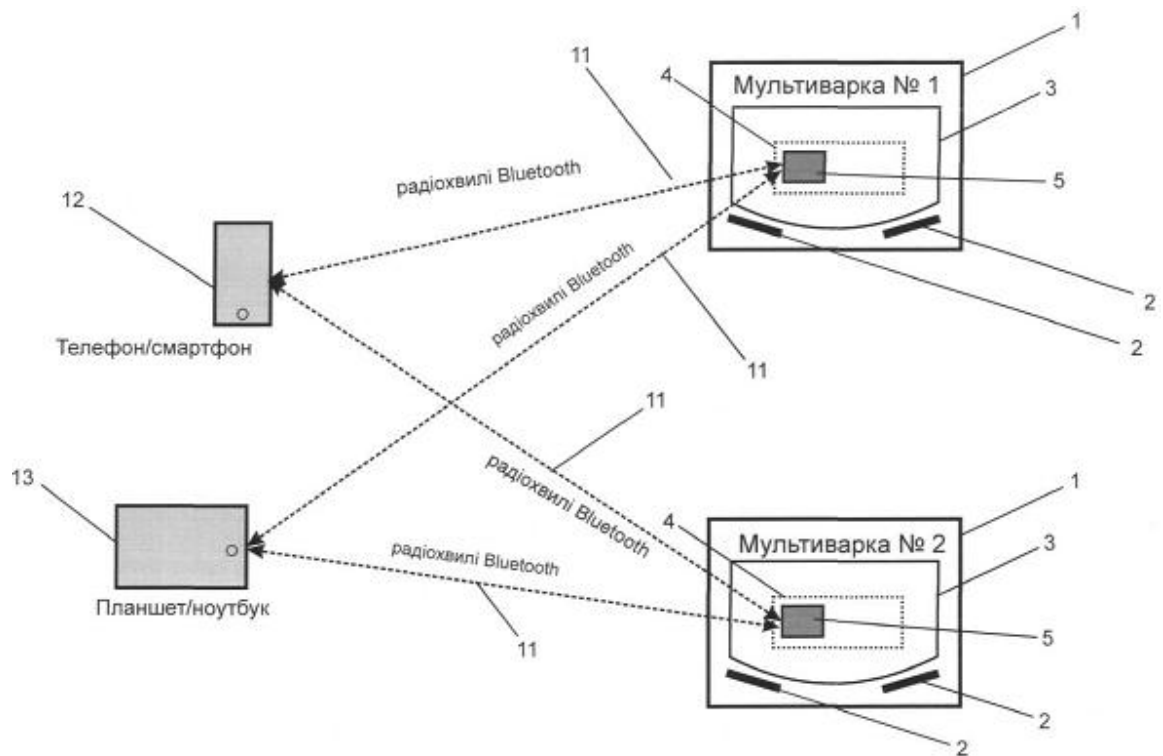 1
11
4
Мультиварка № 1
3
радіохвилі Bluetooth
5
12
радіохвилі Bluetooth
2
2
Телефон/смартфон
11
11
радіохвилі Bluetooth
13
1
4
Мультиварка № 2
3
радіохвилі Bluetooth
Планшет/ноутбук
11
5
2
2